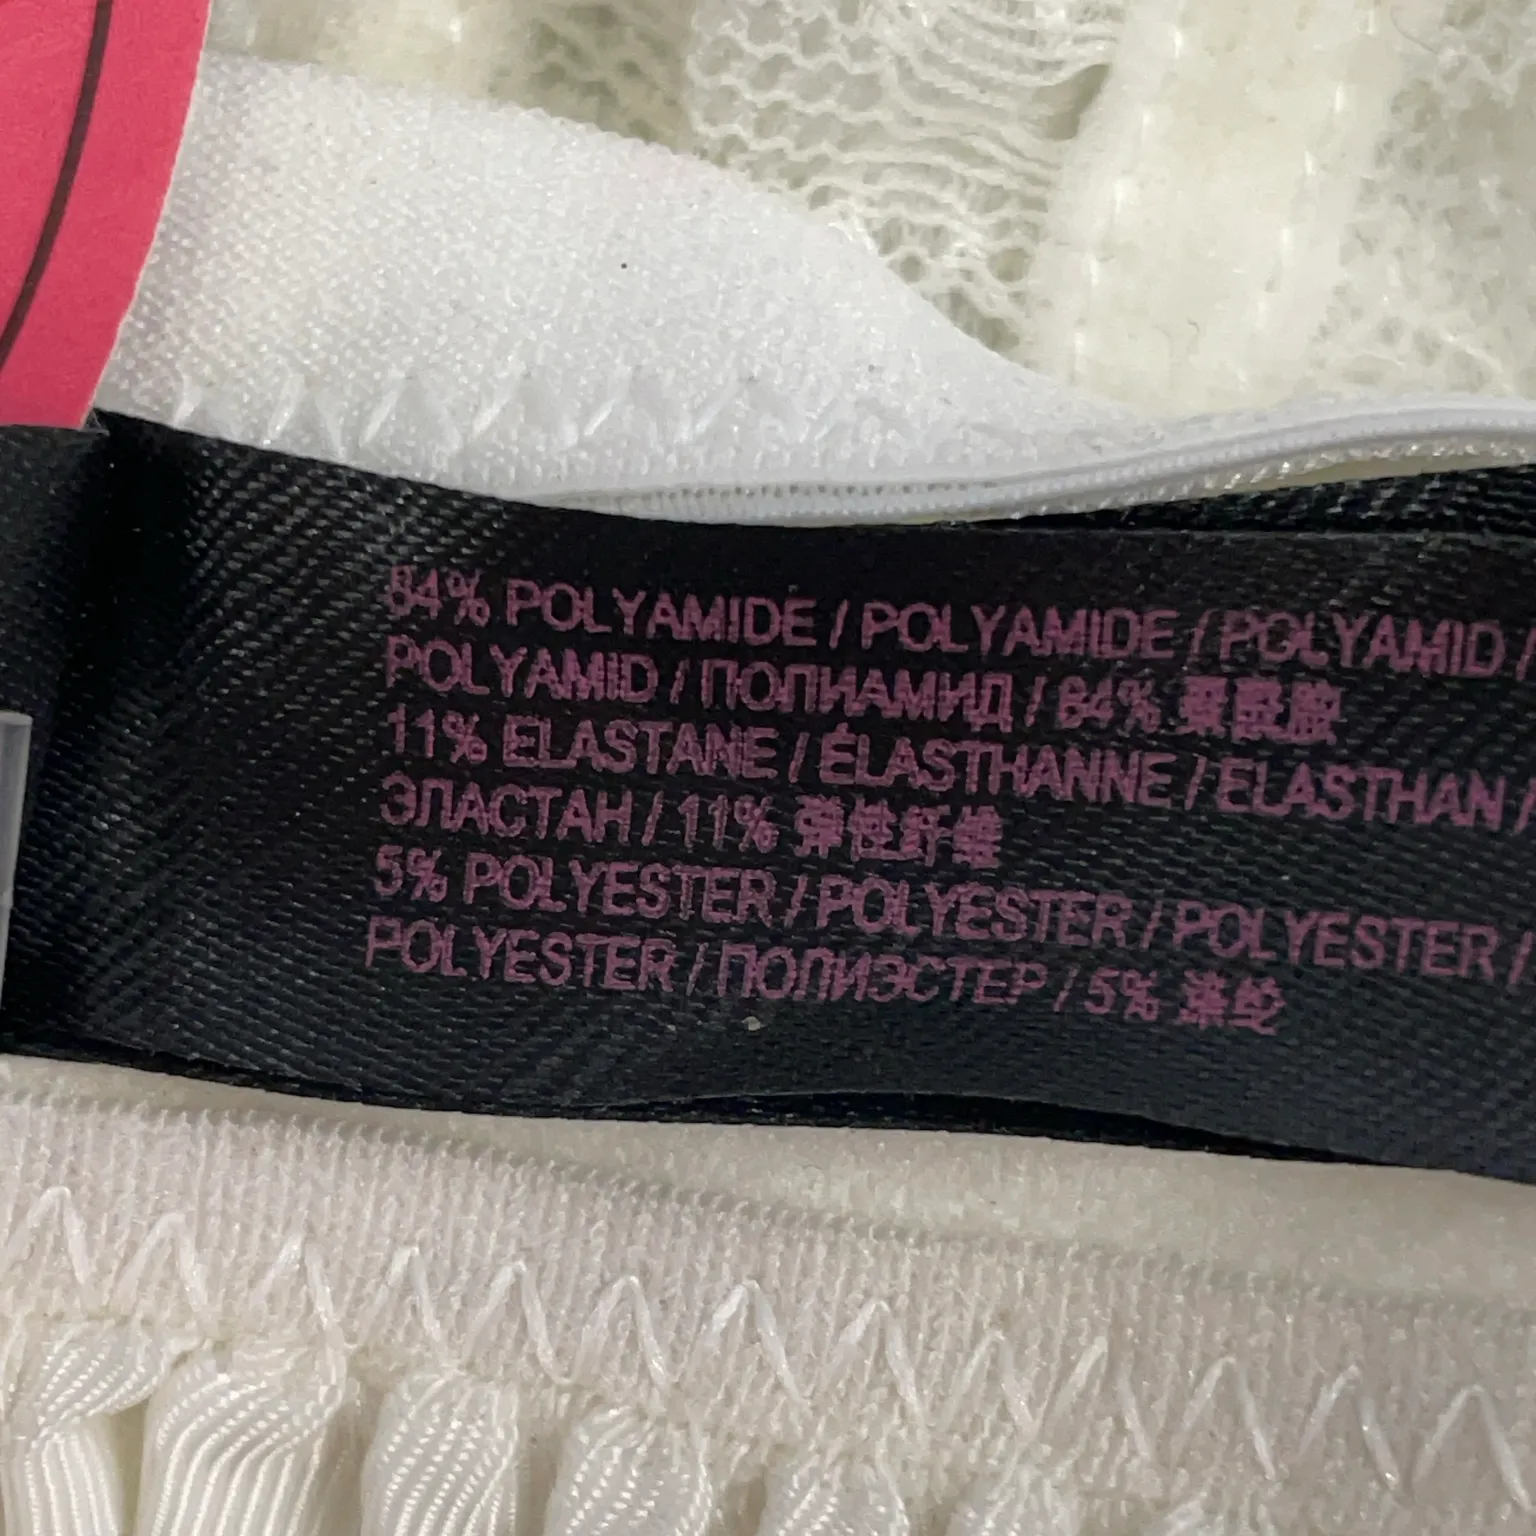 84% POLYAMIDE / POLYAMIDE / POLYAMID /
POLYAMID / ПОЛИАМИД / 84% 聚酰胺
11% ELASTANE / ÉLASTHANNE / ELASTHAN /
ЭЛАСТАН / 11% 弹性纤维
5% POLYESTER / POLYESTER / POLYESTER /
POLYESTER / ПОЛИЭСТЕР / 5% 涤纶